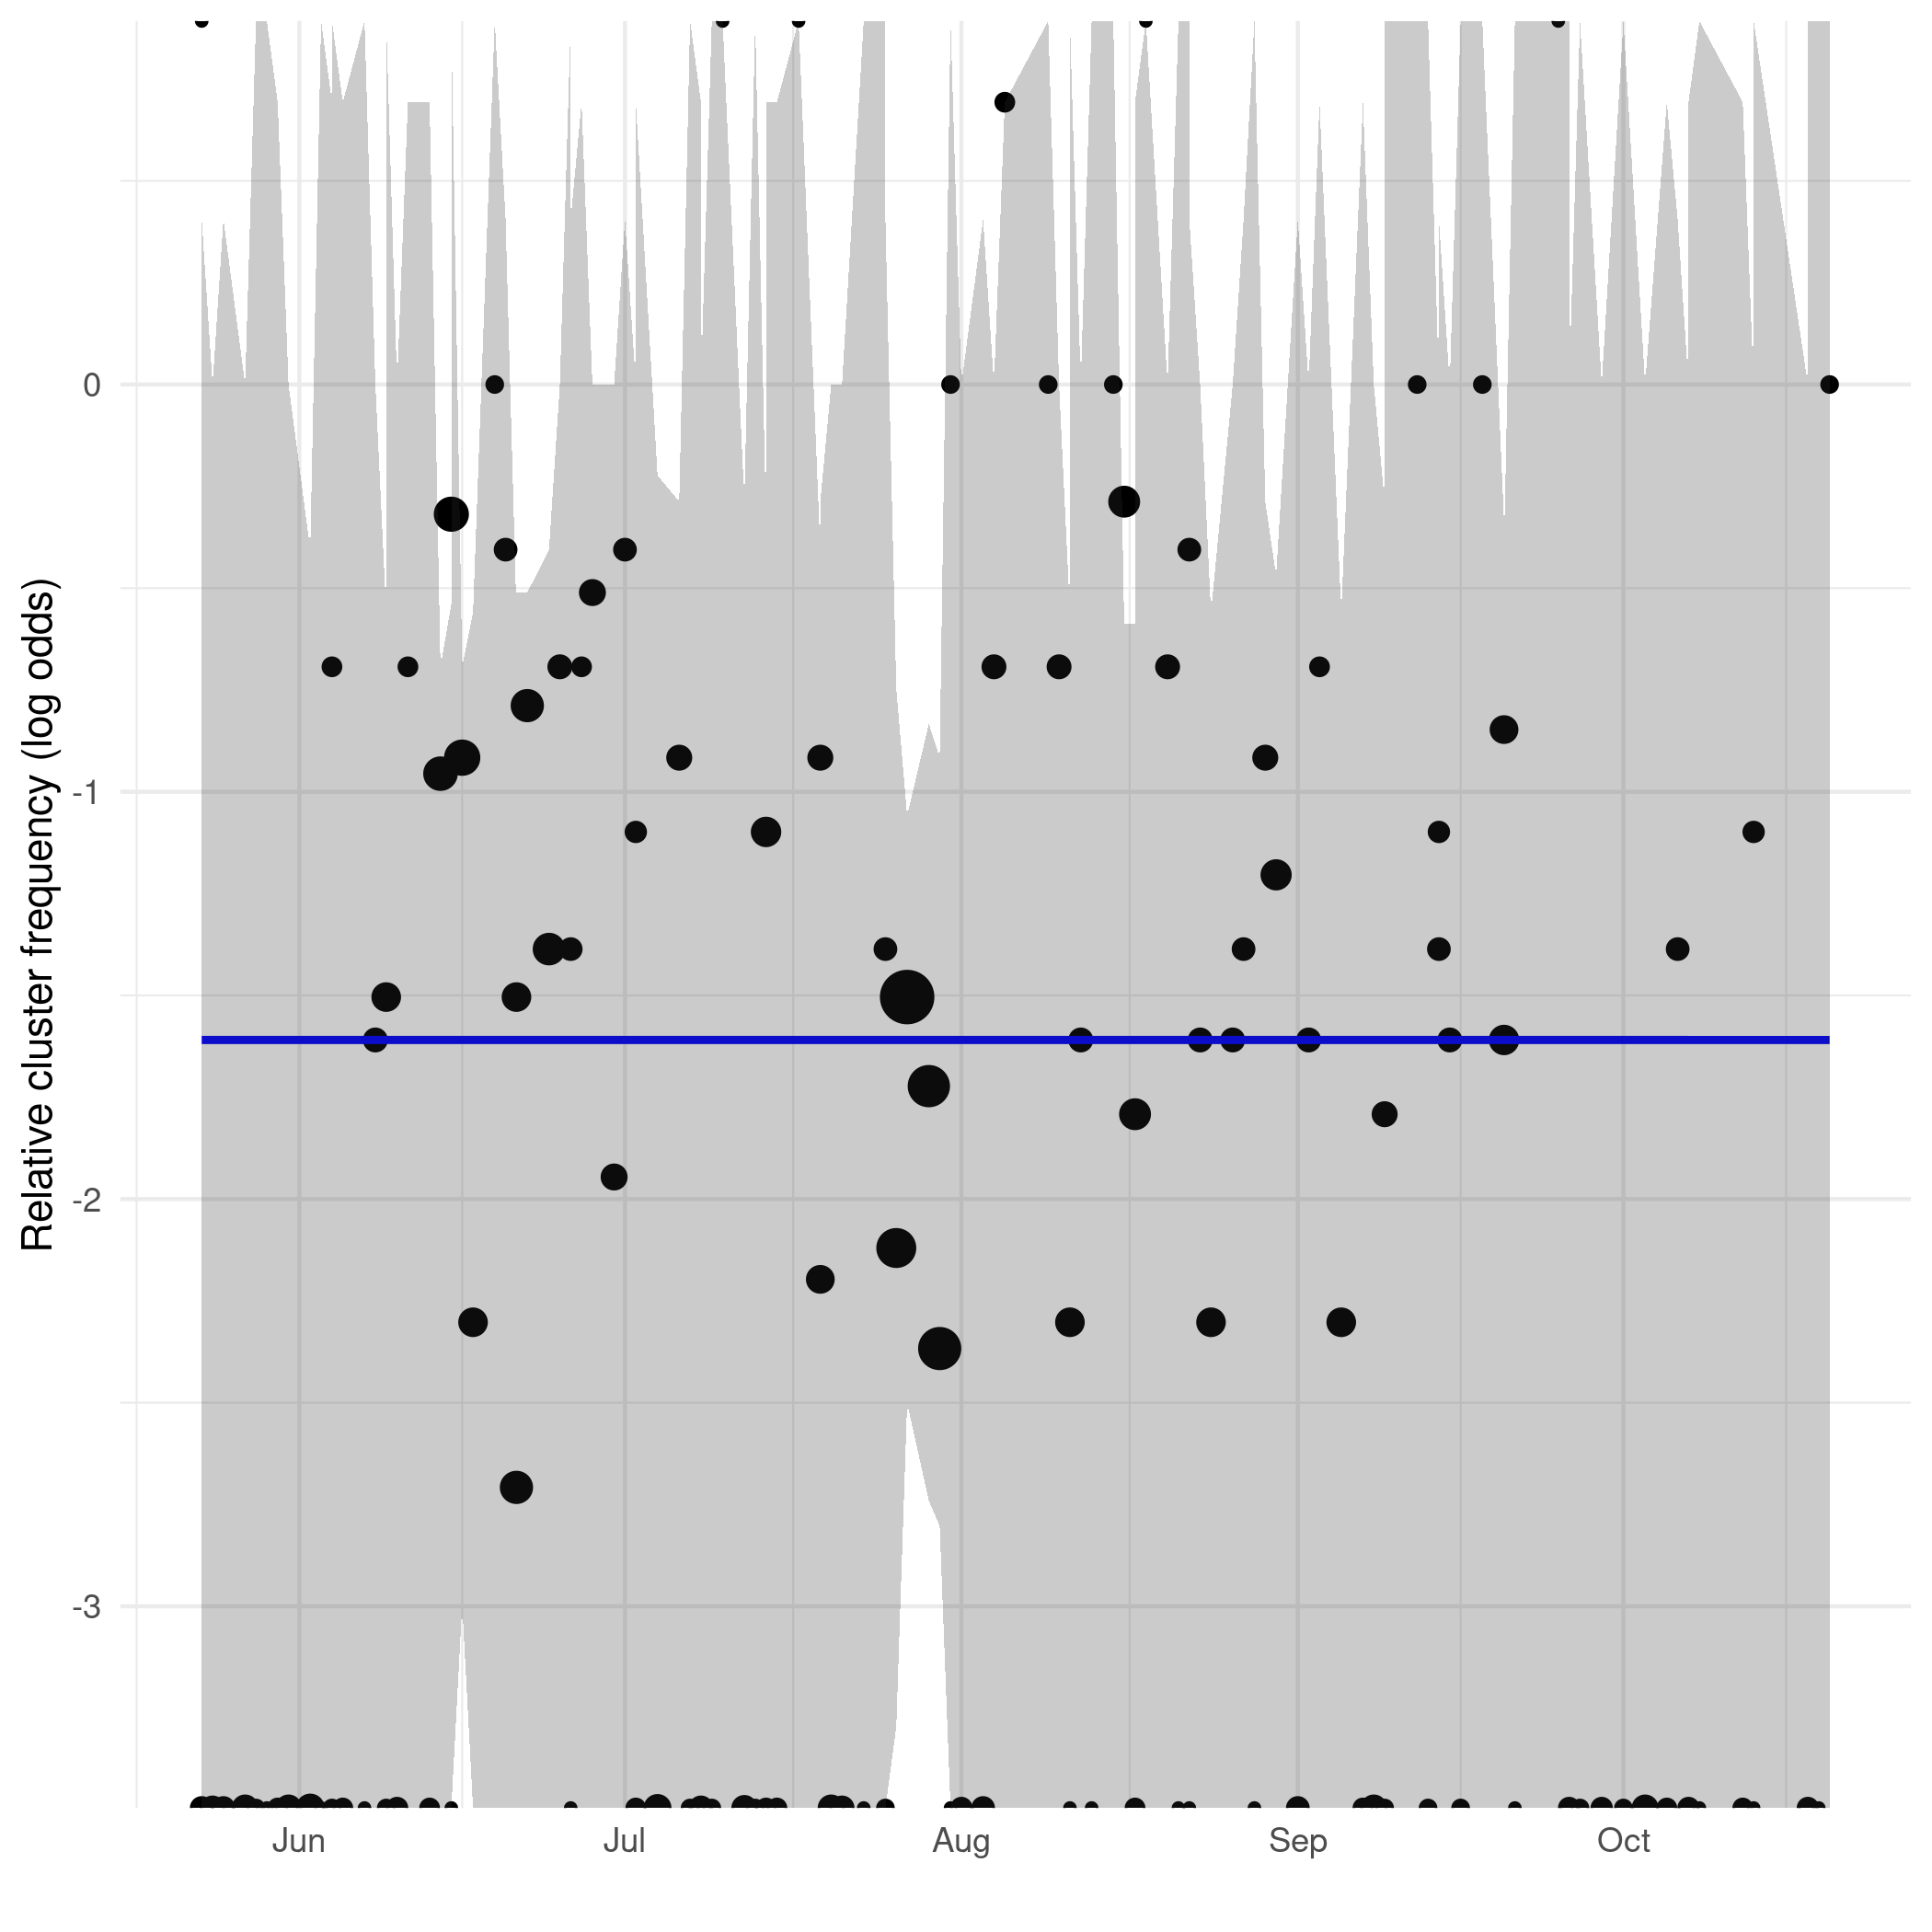 Relative cluster frequency (log odds)
0
-1
-2
-3
Jun
Jul
Aug
Sep
Oct